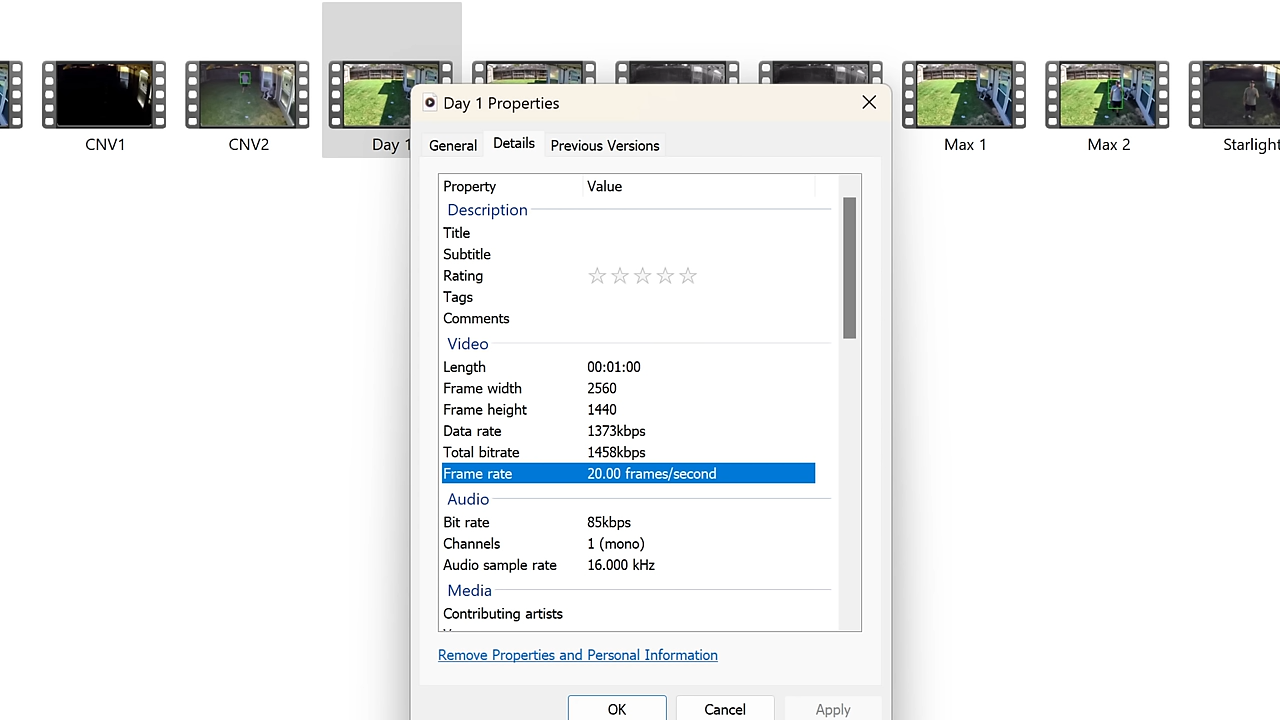 CNV1
CNV2
Day 1
Max 1
Max 2
Starlight
Day 1 Properties
General
Details
Previous Versions
Property Value
Description
Title
Subtitle
Rating
Tags
Comments
Video
Length 00:01:00
Frame width 2560
Frame height 1440
Data rate 1373kbps
Total bitrate 1458kbps
Frame rate 20.00 frames/second
Audio
Bit rate 85kbps
Channels 1 (mono)
Audio sample rate 16.000 kHz
Media
Contributing artists
Remove Properties and Personal Information
OK
Cancel
Apply